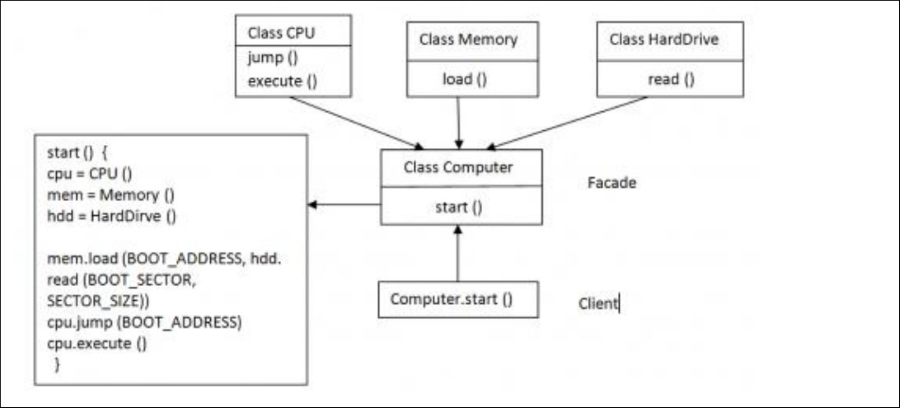 Class CPU
jump ()
execute ()
Class Memory
load ()
Class HardDrive
read ()
start () {
cpu = CPU ()
mem = Memory ()
hdd = HardDirve ()
mem.load (BOOT_ADDRESS, hdd.
read (BOOT_SECTOR,
SECTOR_SIZE))
cpu.jump (BOOT_ADDRESS)
cpu.execute ()
}
Class Computer
start ()
Facade
Computer.start ()
Client